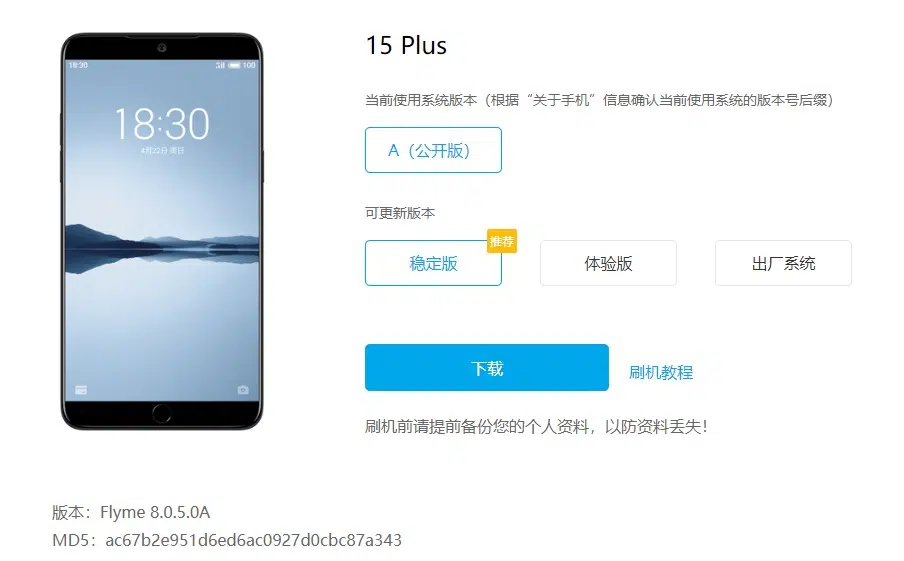 15 Plus
当前使用系统版本（根据“关于手机”信息确认当前使用系统的版本号后缀）
A（公开版）
可更新版本
稳定版
推荐
体验版
出厂系统
下载
刷机教程
刷机前请提前备份您的个人资料，以防资料丢失！
18:30
100
18:30
4月22日 周日
版本：Flyme 8.0.5.0A
MD5：ac67b2e951d6ed6ac0927d0cbc87a343